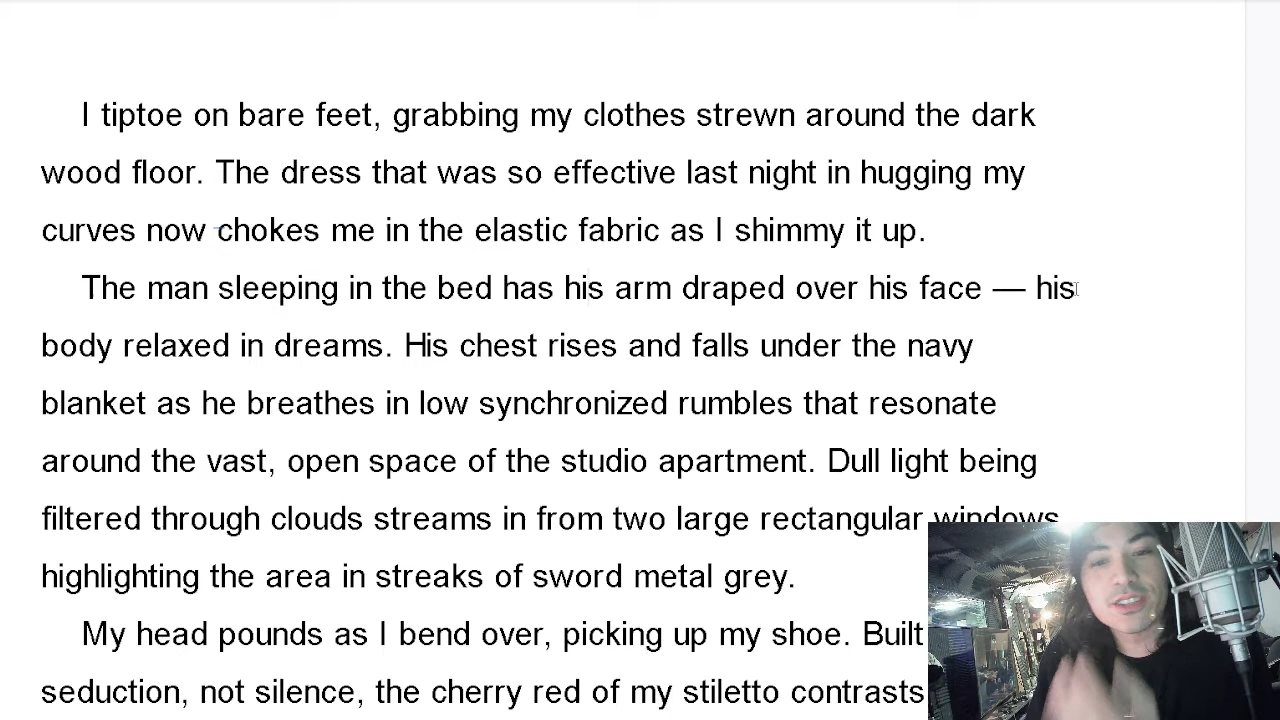 I tiptoe on bare feet, grabbing my clothes strewn around the dark
wood floor. The dress that was so effective last night in hugging my
curves now chokes me in the elastic fabric as I shimmy it up.
The man sleeping in the bed has his arm draped over his face — his
body relaxed in dreams. His chest rises and falls under the navy
blanket as he breathes in low synchronized rumbles that resonate
around the vast, open space of the studio apartment. Dull light being
filtered through clouds streams in from two large rectangular windows
highlighting the area in streaks of sword metal grey.
My head pounds as I bend over, picking up my shoe. Built
seduction, not silence, the cherry red of my stiletto contrasts